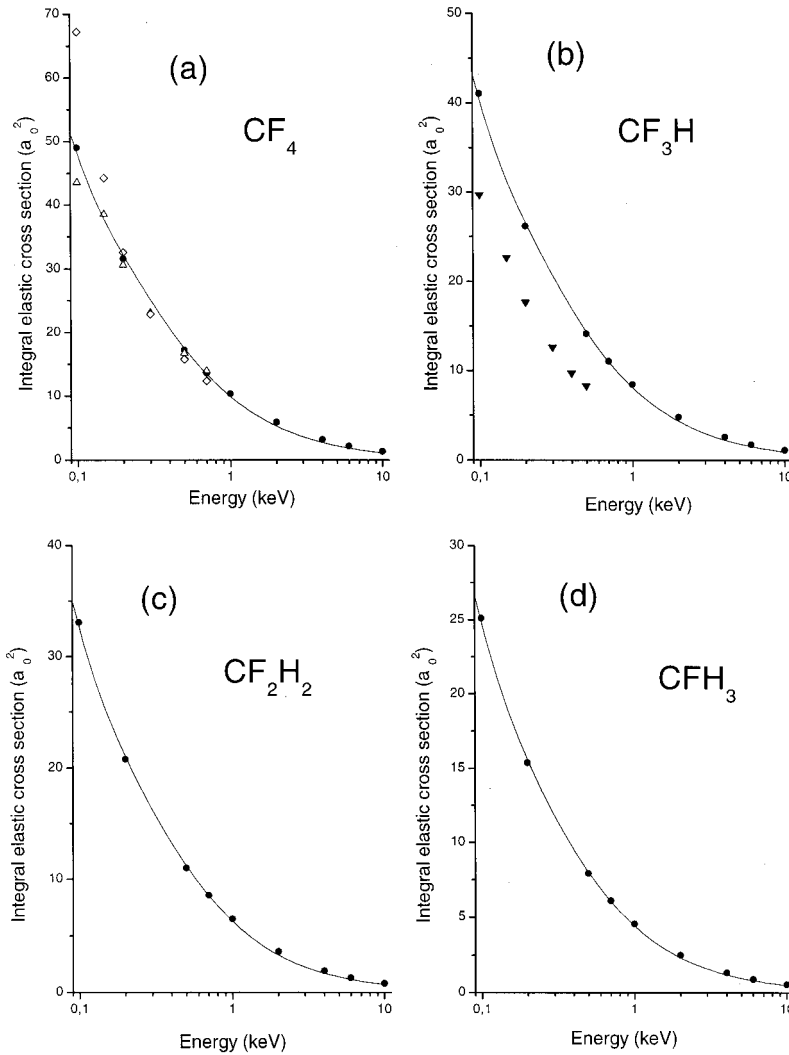 (a)
CF₄
Integral elastic cross section (a₀²)
70
60
50
40
30
20
10
0
0,1
1
10
Energy (keV)
(b)
CF₃H
Integral elastic cross section (a₀²)
50
40
30
20
10
0
0,1
1
10
Energy (keV)
(c)
CF₂H₂
Integral elastic cross section (a₀²)
40
30
20
10
0
0,1
1
10
Energy (keV)
(d)
CFH₃
Integral elastic cross section (a₀²)
30
25
20
15
10
5
0
0,1
1
10
Energy (keV)